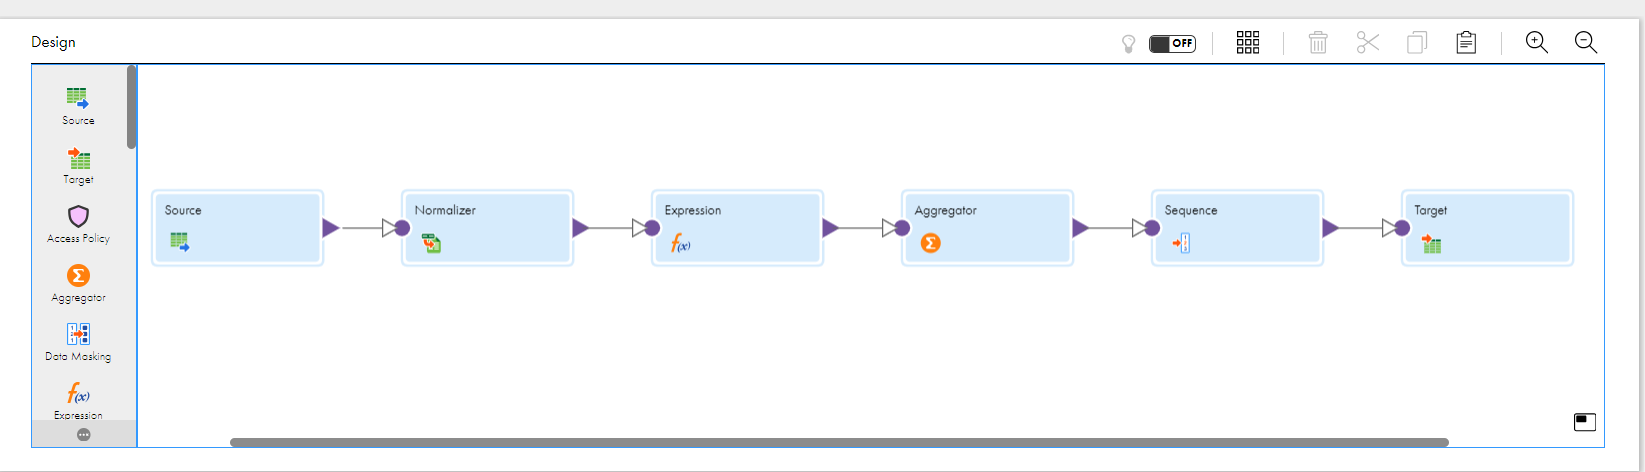 Design
OFF
Source
Target
Access Policy
Aggregator
Data Masking
Expression
Source
Normalizer
Expression
Aggregator
Sequence
Target